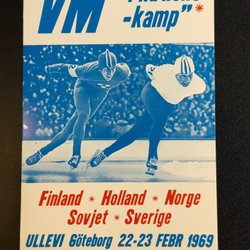 VM
-kamp"*
Finland * Holland * Norge
Sovjet * Sverige
ULLEVI Göteborg 22-23 FEBR 1969